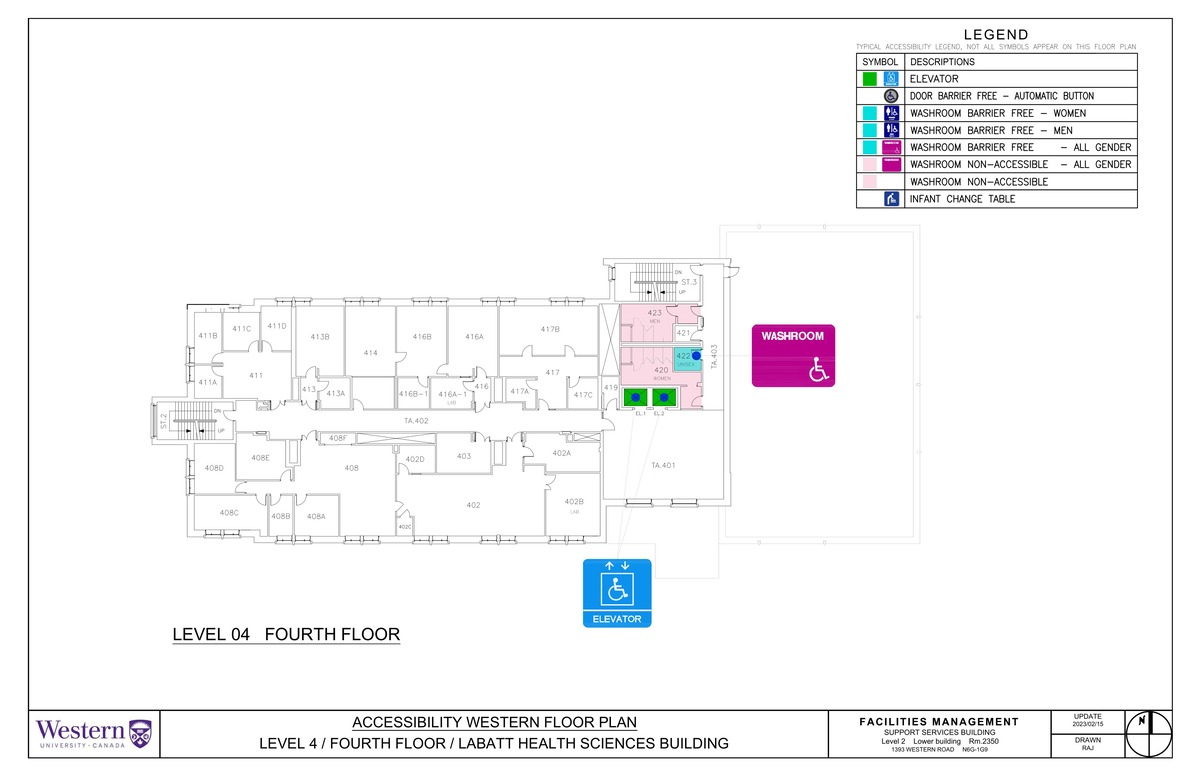 LEGEND
TYPICAL ACCESSIBILITY LEGEND, NOT ALL SYMBOLS APPEAR ON THIS FLOOR PLAN
SYMBOL DESCRIPTIONS
ELEVATOR
DOOR BARRIER FREE - AUTOMATIC BUTTON
WASHROOM BARRIER FREE - WOMEN
WASHROOM BARRIER FREE - MEN
WASHROOM BARRIER FREE - ALL GENDER
WASHROOM NON-ACCESSIBLE - ALL GENDER
WASHROOM NON-ACCESSIBLE
INFANT CHANGE TABLE
DN
ST.3
UP
423
MEN
421
422
UNISEX
420
WOMEN
TA.403
WASHROOM
EL.1
EL.2
411B
411C
411D
413B
414
416B
416A
417B
411A
411
413
413A
416B-1
416A-1
LAB
416
417
417A
417C
419
ST.2
DN
UP
TA.402
408F
408E
408D
408
402D
403
402A
TA.401
408C
408B
408A
402C
402
402B
LAB
ELEVATOR
LEVEL 04 FOURTH FLOOR
Western
UNIVERSITY · CANADA
ACCESSIBILITY WESTERN FLOOR PLAN
LEVEL 4 / FOURTH FLOOR / LABATT HEALTH SCIENCES BUILDING
FACILITIES MANAGEMENT
SUPPORT SERVICES BUILDING
Level 2 Lower building Rm.2350
1393 WESTERN ROAD N6G-1G9
UPDATE
2023/02/15
DRAWN
RAJ
N